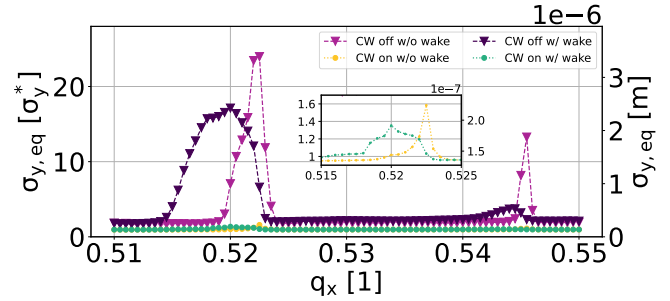 1e-6
CW off w/o wake
CW on w/o wake
CW off w/ wake
CW on w/ wake
σy, eq [σy*]
20
10
0
3
2
1
0
σy, eq [m]
1e−7
1.6
1.4
1.2
1
2.0
1.5
0.515
0.52
0.525
0.51
0.52
0.53
0.54
0.55
qx [1]